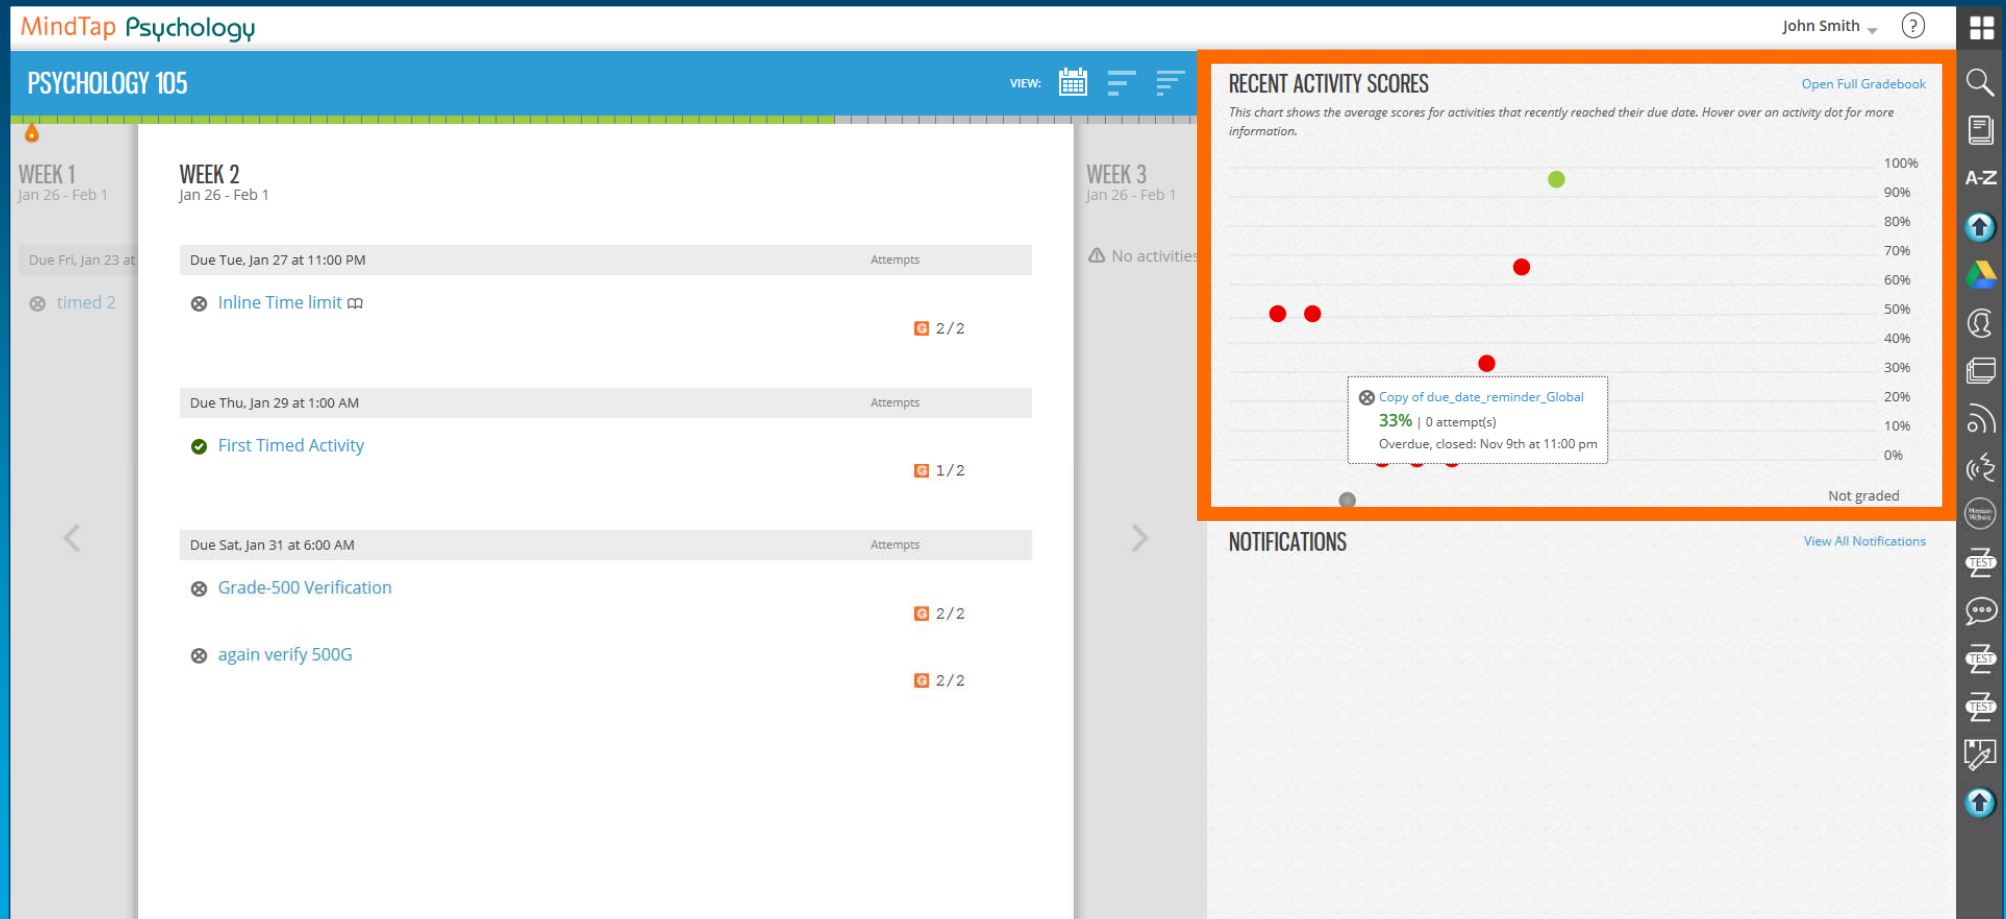 MindTap Psychology
John Smith
?
PSYCHOLOGY 105
VIEW:
WEEK 1
Jan 26 - Feb 1
Due Fri, Jan 23 at
timed 2
WEEK 2
Jan 26 - Feb 1
Due Tue, Jan 27 at 11:00 PM Attempts
Inline Time limit
G 2/2
Due Thu, Jan 29 at 1:00 AM Attempts
First Timed Activity
G 1/2
Due Sat, Jan 31 at 6:00 AM Attempts
Grade-500 Verification
G 2/2
again verify 500G
G 2/2
WEEK 3
Jan 26 - Feb 1
No activities
RECENT ACTIVITY SCORES
Open Full Gradebook
This chart shows the average scores for activities that recently reached their due date. Hover over an activity dot for more
information.
100%
90%
80%
70%
60%
50%
40%
30%
20%
10%
0%
Not graded
Copy of due_date_reminder_Global
33% | 0 attempt(s)
Overdue, closed: Nov 9th at 11:00 pm
NOTIFICATIONS
View All Notifications
A-Z
TEST
TEST
TEST